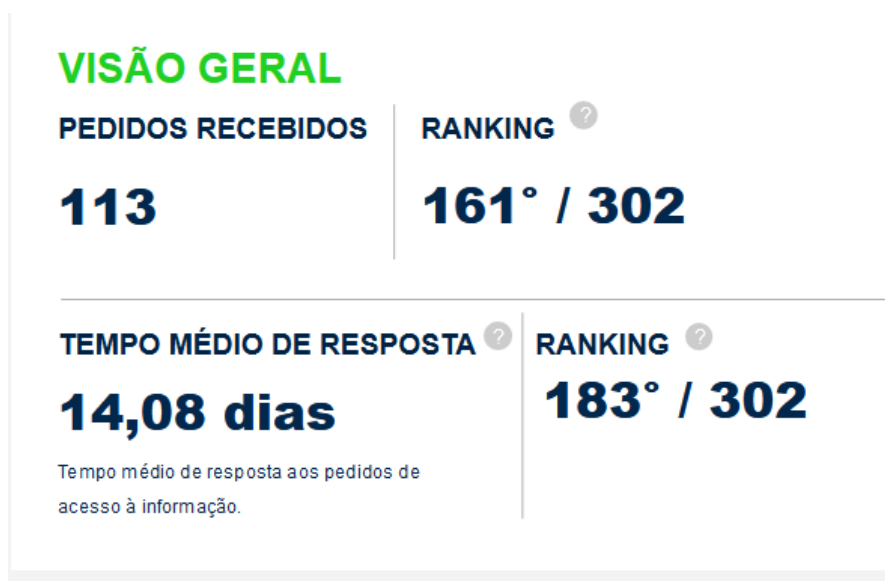 VISÃO GERAL
PEDIDOS RECEBIDOS
113
RANKING ?
161° / 302
TEMPO MÉDIO DE RESPOSTA ?
14,08 dias
Tempo médio de resposta aos pedidos de
acesso à informação.
RANKING ?
183° / 302